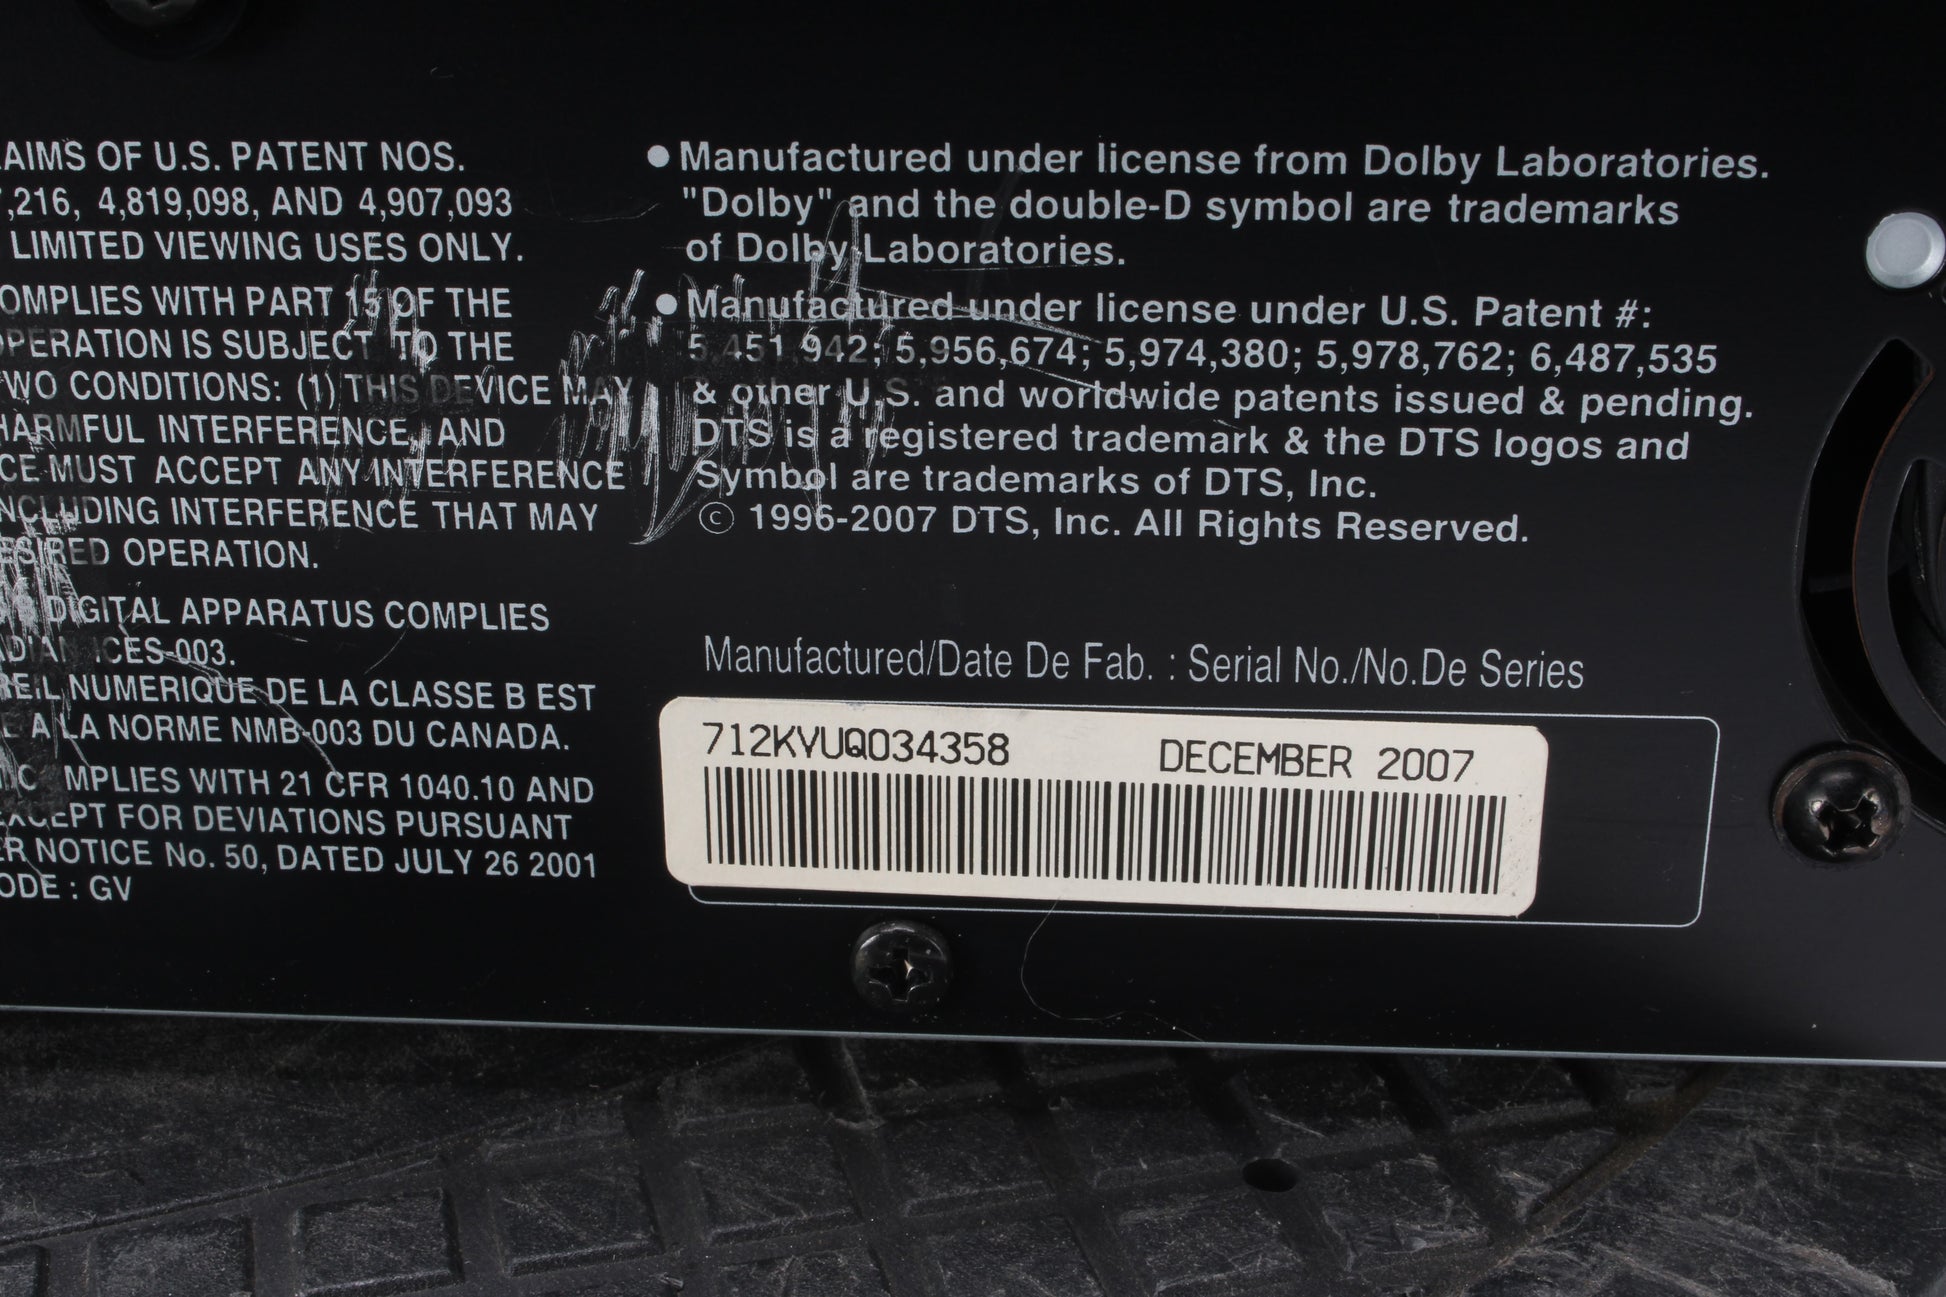 AIMS OF U.S. PATENT NOS.
,216, 4,819,098, AND 4,907,093
LIMITED VIEWING USES ONLY.
OMPLIES WITH PART 15 OF THE
OPERATION IS SUBJECT TO THE
WO CONDITIONS: (1) THIS DEVICE MAY
HARMFUL INTERFERENCE, AND
CE MUST ACCEPT ANY INTERFERENCE
INCLUDING INTERFERENCE THAT MAY
ESIRED OPERATION.
DIGITAL APPARATUS COMPLIES
ICES-003.
REIL NUMERIQUE DE LA CLASSE B EST
A LA NORME NMB-003 DU CANADA.
MPLIES WITH 21 CFR 1040.10 AND
EXCEPT FOR DEVIATIONS PURSUANT
ER NOTICE No. 50, DATED JULY 26 2001
ODE : GV
● Manufactured under license from Dolby Laboratories.
"Dolby" and the double-D symbol are trademarks
of Dolby Laboratories.
● Manufactured under license under U.S. Patent #:
5,451,942; 5,956,674; 5,974,380; 5,978,762; 6,487,535
& other U.S. and worldwide patents issued & pending.
DTS is a registered trademark & the DTS logos and
Symbol are trademarks of DTS, Inc.
© 1996-2007 DTS, Inc. All Rights Reserved.
Manufactured/Date De Fab. : Serial No./No.De Series
712KVUQ034358 DECEMBER 2007